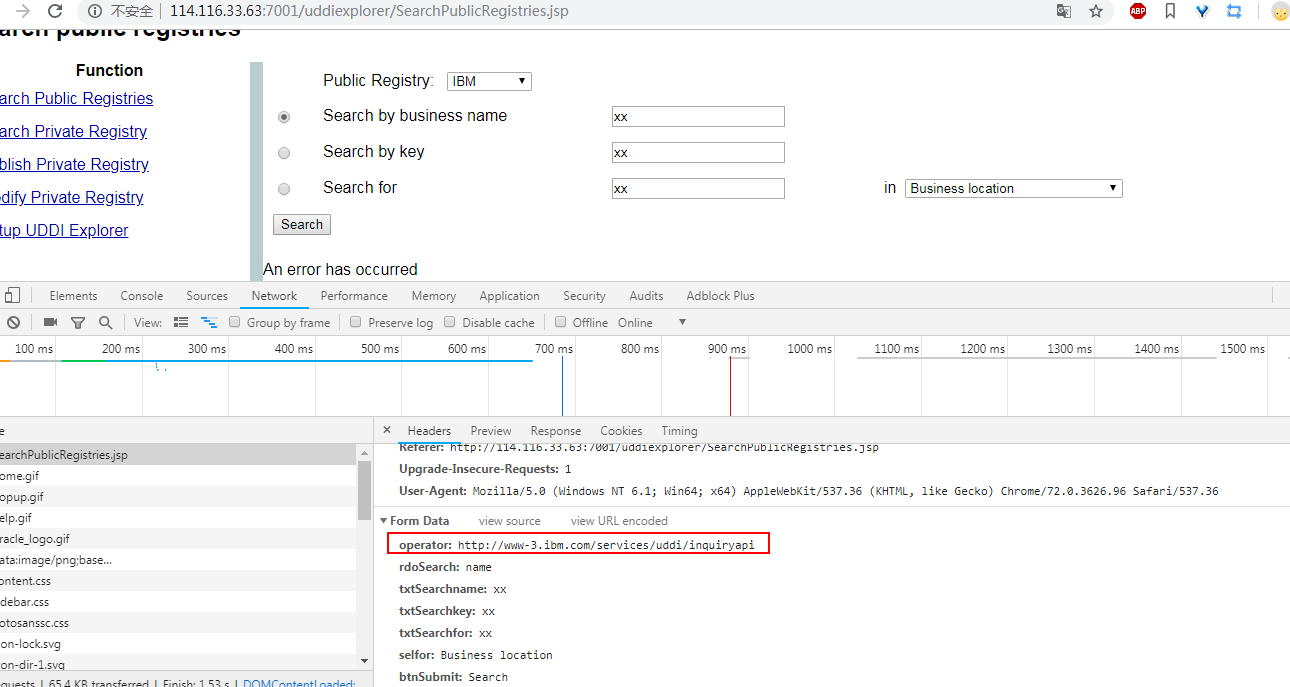 不安全 114.116.33.63:7001/uddiexplorer/SearchPublicRegistries.jsp ABP
arch public registries
Function
arch Public Registries
arch Private Registry
blish Private Registry
dify Private Registry
tup UDDI Explorer
Public Registry: IBM
Search by business name xx
Search by key xx
Search for xx in Business location
Search
An error has occurred
Elements Console Sources Network Performance Memory Application Security Audits Adblock Plus
View: Group by frame Preserve log Disable cache Offline Online
100 ms 200 ms 300 ms 400 ms 500 ms 600 ms 700 ms 800 ms 900 ms 1000 ms 1100 ms 1200 ms 1300 ms 1400 ms 1500 ms
e
earchPublicRegistries.jsp
ome.gif
opup.gif
elp.gif
racle_logo.gif
ata:image/png;base...
ontent.css
idebar.css
otosanssc.css
on-lock.svg
on-dir-1.svg
quests | 65.4 KB transferred | Finish: 1.53 s | DOMContentLoaded:
× Headers Preview Response Cookies Timing
Referer: http://114.116.33.63:7001/uddiexplorer/SearchPublicRegistries.jsp
Upgrade-Insecure-Requests: 1
User-Agent: Mozilla/5.0 (Windows NT 6.1; Win64; x64) AppleWebKit/537.36 (KHTML, like Gecko) Chrome/72.0.3626.96 Safari/537.36
Form Data view source view URL encoded
operator: http://www-3.ibm.com/services/uddi/inquiryapi
rdoSearch: name
txtSearchname: xx
txtSearchkey: xx
txtSearchfor: xx
selfor: Business location
btnSubmit: Search